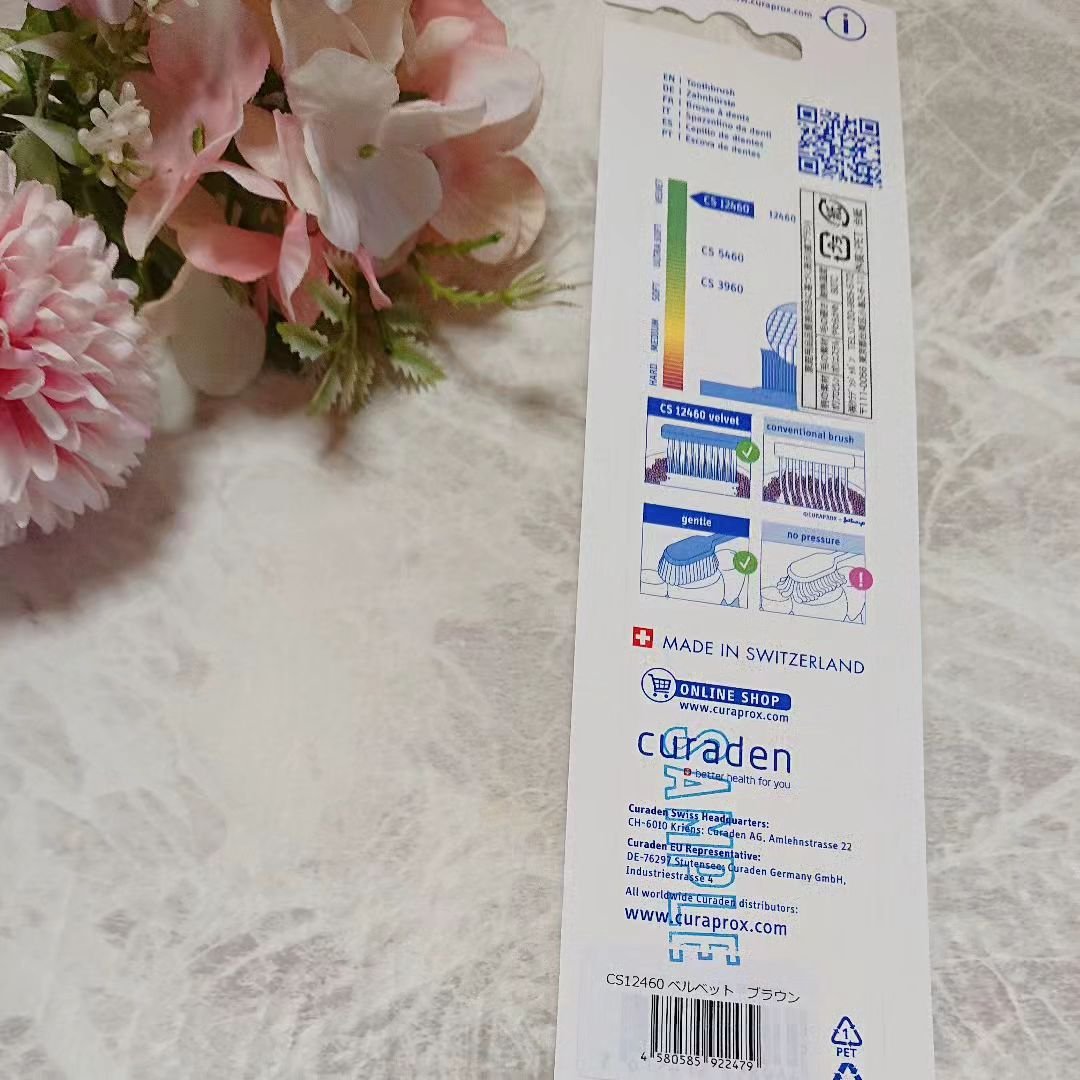 www.curaprox.com
i
EN | Toothbrush
DE | Zahnbürste
FR | Brosse à dents
IT | Spazzolino da denti
ES | Cepillo de dientes
PT | Escova de dentes
HARD MEDIUM SOFT ULTRA SOFT VELVET
CS 12460
12460
CS 5460
CS 3960
CS 12460 velvet
conventional brush
©CURAPROX -
gentle
no pressure
!
MADE IN SWITZERLAND
ONLINE SHOP
www.curaprox.com
curaden
better health for you
SAMPLE
Curaden Swiss Headquarters:
CH-6010 Kriens: Curaden AG, Amlehnstrasse 22
Curaden EU Representative:
DE-76297 Stutensee: Curaden Germany GmbH,
Industriestrasse 4
All worldwide Curaden distributors:
www.curaprox.com
CS12460 ベルベット ブラウン
4 580585 922479
1
PET